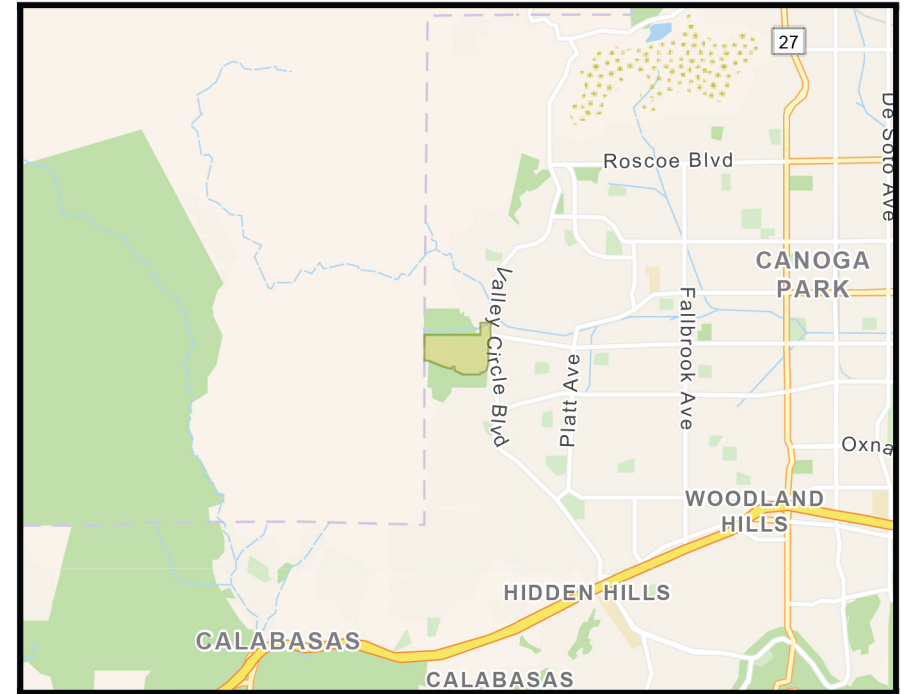 27
De Soto Ave
Roscoe Blvd
CANOGA
PARK
Valley Circle Blvd
Fallbrook Ave
Platt Ave
Oxna
WOODLAND
HILLS
HIDDEN HILLS
CALABASAS
CALABASAS